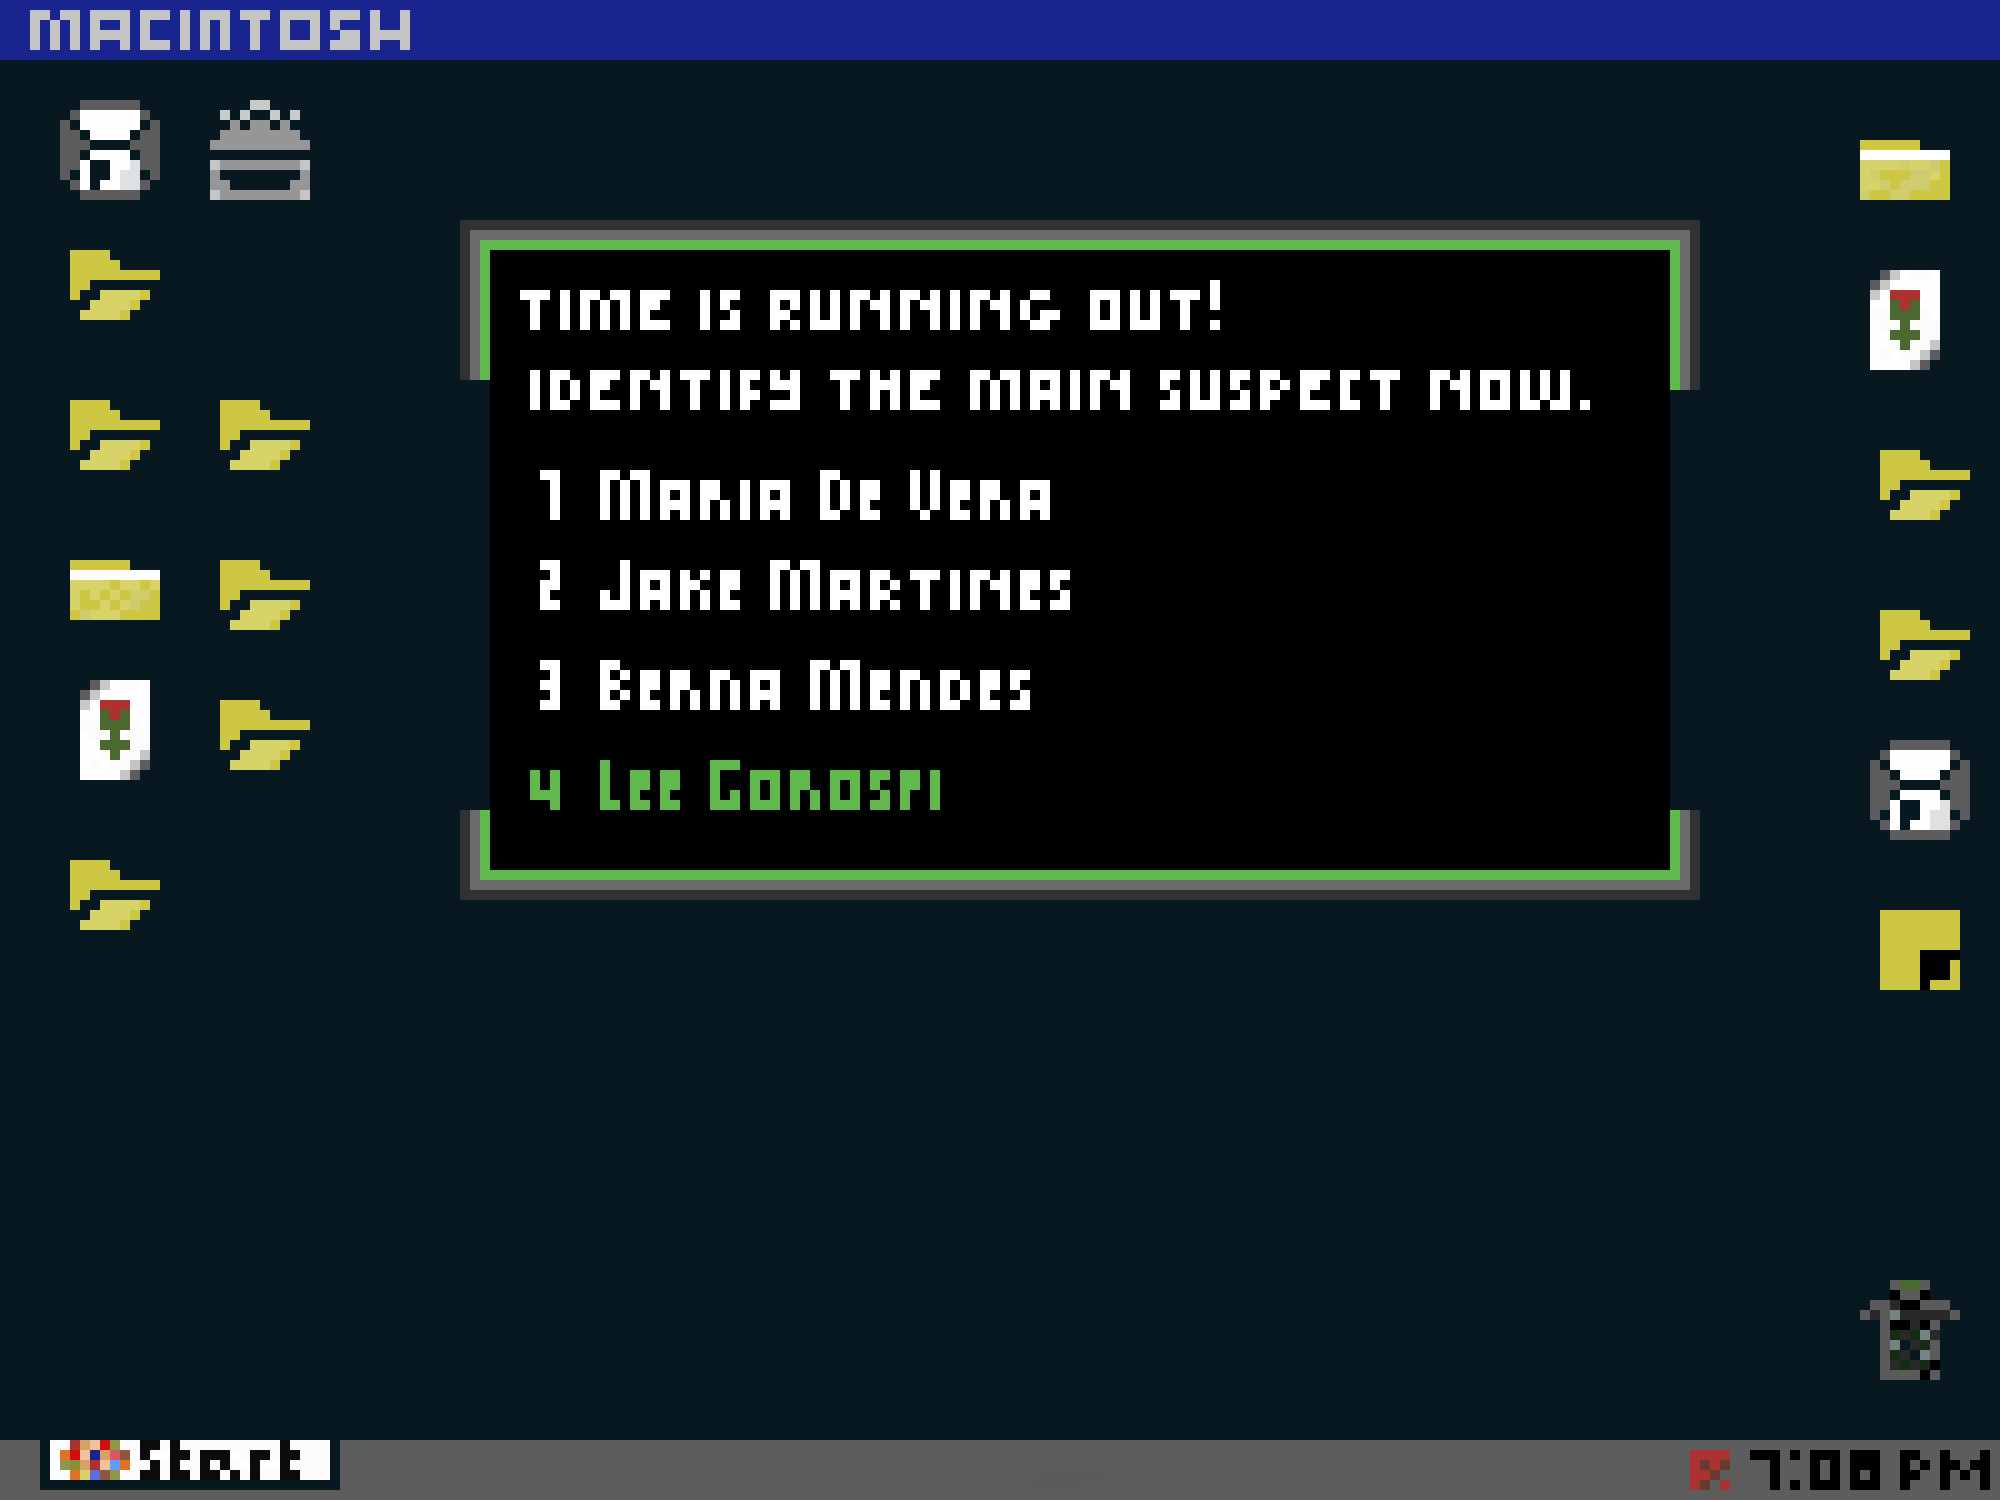 MACINTOSH
TIME IS RUNNING OUT!
IDENTIFY THE MAIN SUSPECT NOW.
1 Maria De Vera
2 Jake Martines
3 Berna Mendes
4 Lee Gorospi
start
7:08 PM